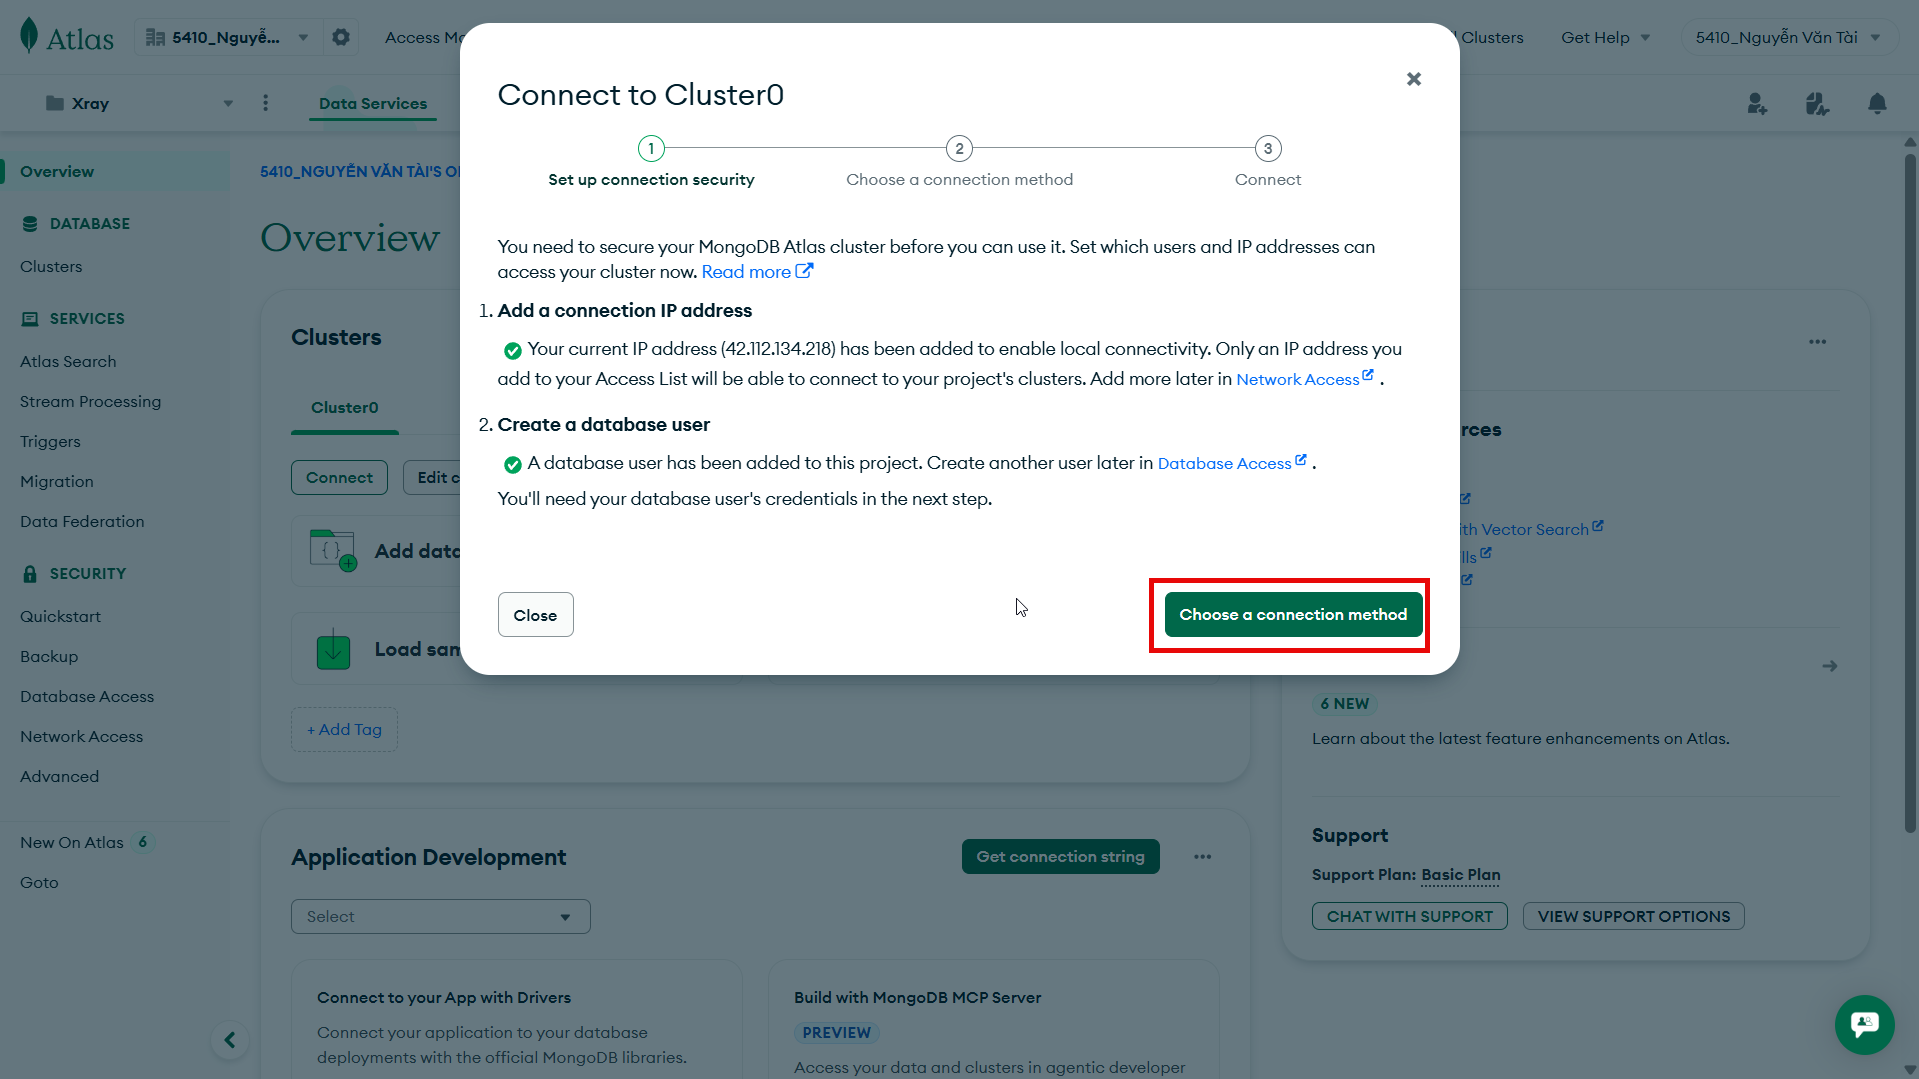 Atlas
5410_Nguyễ...
Access
Clusters
Get Help
5410_Nguyễn Văn Tài
Xray
Data Services
Overview
DATABASE
Clusters
SERVICES
Atlas Search
Stream Processing
Triggers
Migration
Data Federation
SECURITY
Quickstart
Backup
Database Access
Network Access
Advanced
New On Atlas 6
Goto
5410_NGUYỄN VĂN TÀI'S
Overview
Clusters
Cluster0
Connect
Edit
Add data
Load
+ Add Tag
Connect to Cluster0
1
2
3
Set up connection security
Choose a connection method
Connect
You need to secure your MongoDB Atlas cluster before you can use it. Set which users and IP addresses can
access your cluster now. Read more
1. Add a connection IP address
Your current IP address (42.112.134.218) has been added to enable local connectivity. Only an IP address you
add to your Access List will be able to connect to your project's clusters. Add more later in Network Access .
2. Create a database user
A database user has been added to this project. Create another user later in Database Access .
You'll need your database user's credentials in the next step.
Close
Choose a connection method
rces
ith Vector Search
lls
6 NEW
Learn about the latest feature enhancements on Atlas.
Support
Support Plan: Basic Plan
CHAT WITH SUPPORT
VIEW SUPPORT OPTIONS
Application Development
Get connection string
Select
Connect to your App with Drivers
Connect your application to your database
deployments with the official MongoDB libraries.
Build with MongoDB MCP Server
PREVIEW
Access your data and clusters in agentic developer